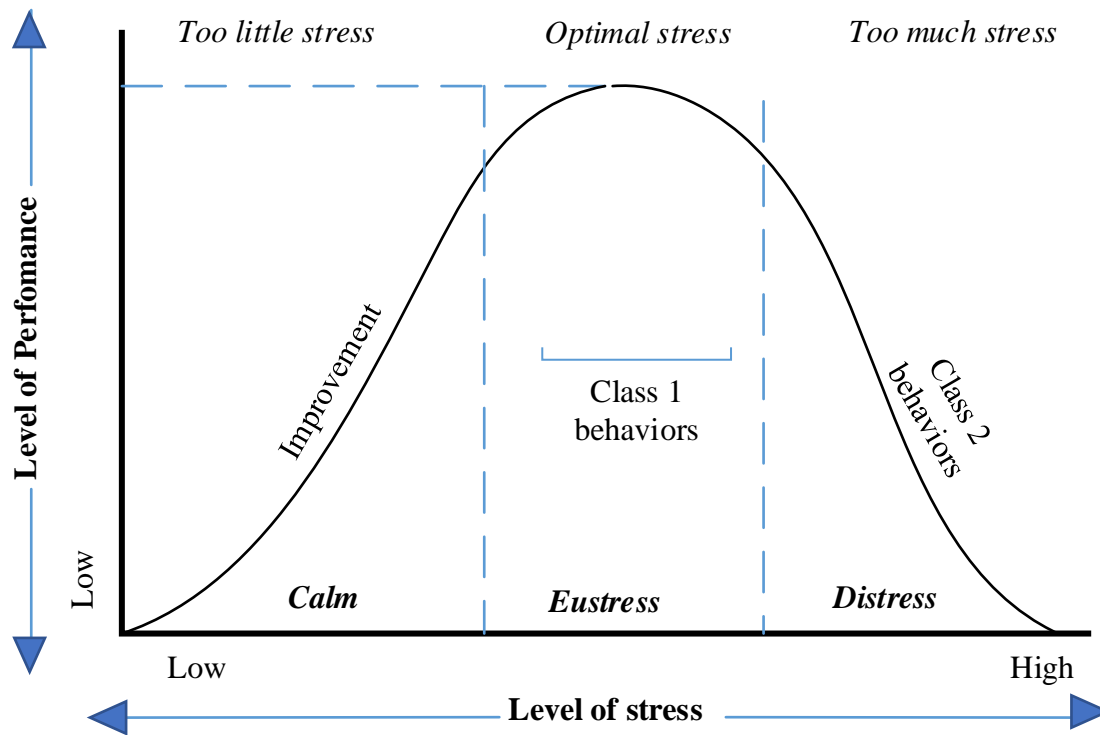 Too little stress
Optimal stress
Too much stress
Level of Perfomance
Improvement
Class 1
behaviors
Class 2
behaviors
Low
Calm
Eustress
Distress
Low
High
Level of stress